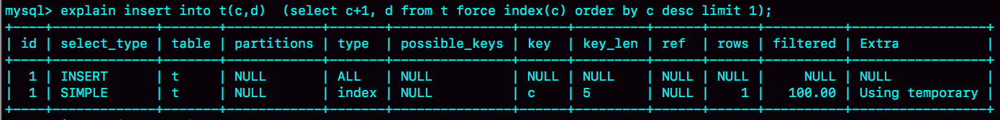 mysql> explain insert into t(c,d)  (select c+1, d from t force index(c) order by c desc limit 1);
+----+-------------+-------+------------+-------+---------------+------+---------+------+------+----------+-----------------+
| id | select_type | table | partitions | type  | possible_keys | key  | key_len | ref  | rows | filtered | Extra           |
+----+-------------+-------+------------+-------+---------------+------+---------+------+------+----------+-----------------+
|  1 | INSERT      | t     | NULL       | ALL   | NULL          | NULL | NULL    | NULL | NULL |     NULL | NULL            |
|  1 | SIMPLE      | t     | NULL       | index | NULL          | c    | 5       | NULL |    1 |   100.00 | Using temporary |
+----+-------------+-------+------------+-------+---------------+------+---------+------+------+----------+-----------------+